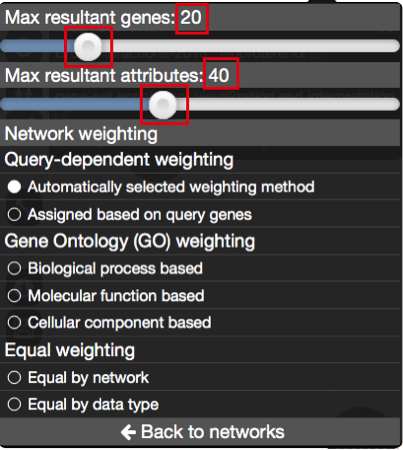 Max resultant genes: 20
Max resultant attributes: 40
Network weighting
Query-dependent weighting
Automatically selected weighting method
Assigned based on query genes
Gene Ontology (GO) weighting
Biological process based
Molecular function based
Cellular component based
Equal weighting
Equal by network
Equal by data type
Back to networks